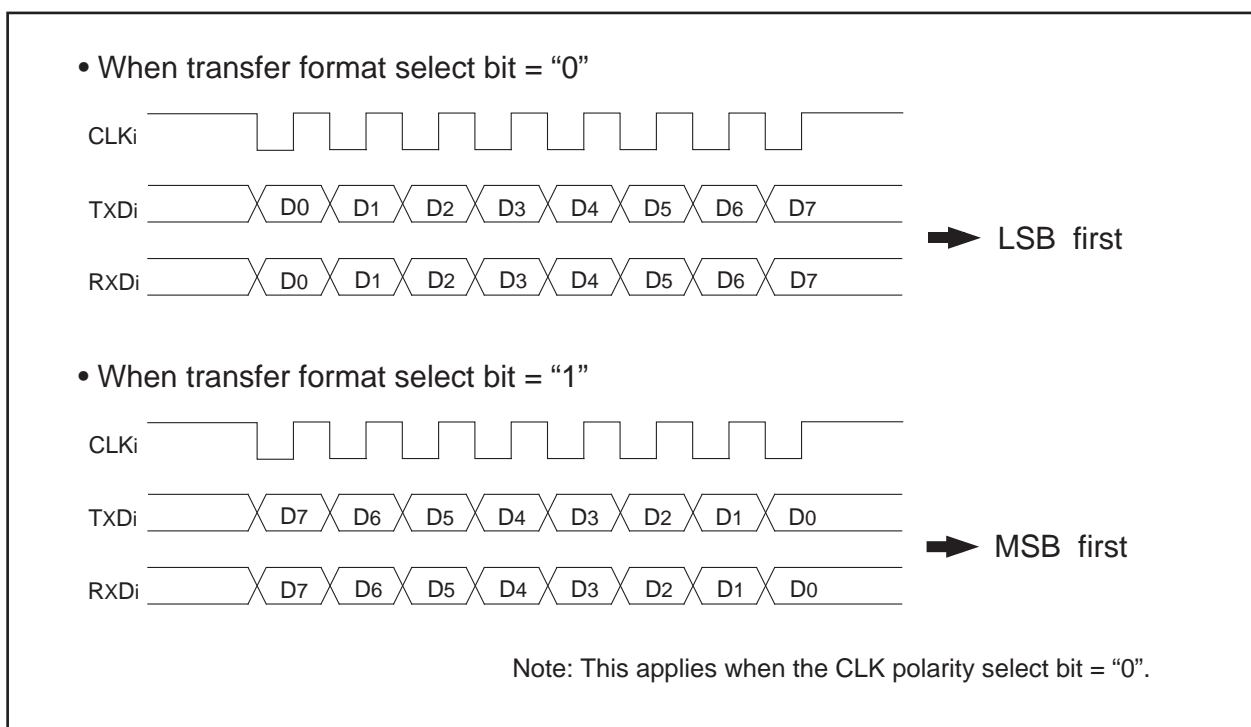 • When transfer format select bit = “0”
CLKi
TXDi D0 D1 D2 D3 D4 D5 D6 D7
LSB first
RXDi D0 D1 D2 D3 D4 D5 D6 D7
• When transfer format select bit = “1”
CLKi
TXDi D7 D6 D5 D4 D3 D2 D1 D0
MSB first
RXDi D7 D6 D5 D4 D3 D2 D1 D0
Note: This applies when the CLK polarity select bit = “0”.